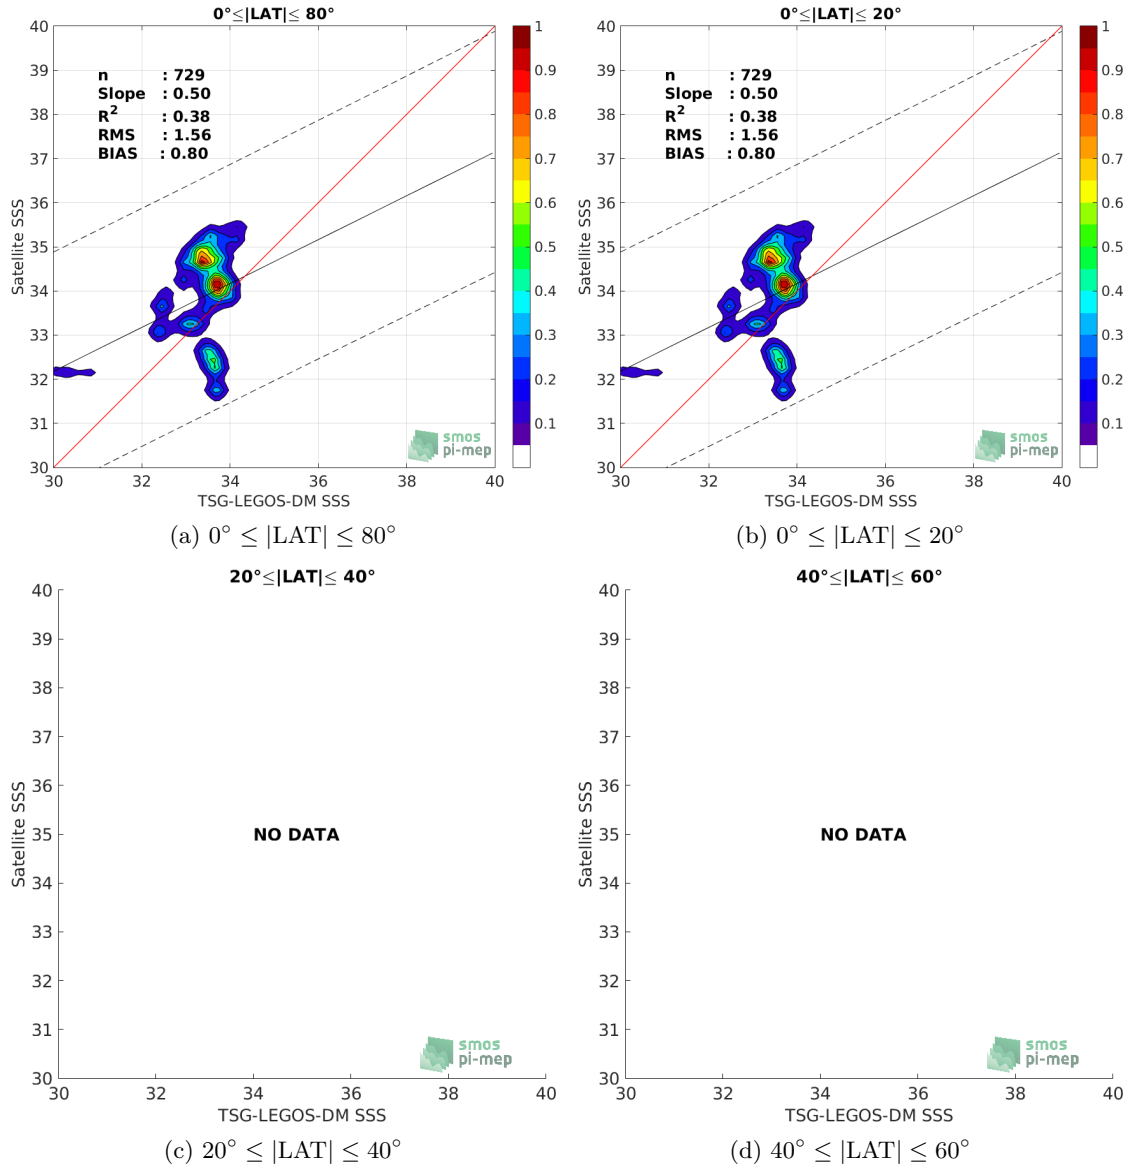 0°≤|LAT|≤ 80°
40
39
38
37
36
35
34
33
32
31
30
Satellite SSS
n : 729
Slope : 0.50
R² : 0.38
RMS : 1.56
BIAS : 0.80
smos
pi-mep
30 32 34 36 38 40
TSG-LEGOS-DM SSS
1
0.9
0.8
0.7
0.6
0.5
0.4
0.3
0.2
0.1
(a) 0° ≤ |LAT| ≤ 80°
0°≤|LAT|≤ 20°
40
39
38
37
36
35
34
33
32
31
30
Satellite SSS
n : 729
Slope : 0.50
R² : 0.38
RMS : 1.56
BIAS : 0.80
smos
pi-mep
30 32 34 36 38 40
TSG-LEGOS-DM SSS
1
0.9
0.8
0.7
0.6
0.5
0.4
0.3
0.2
0.1
(b) 0° ≤ |LAT| ≤ 20°
20°≤|LAT|≤ 40°
40
39
38
37
36
35
34
33
32
31
30
Satellite SSS
NO DATA
smos
pi-mep
30 32 34 36 38 40
TSG-LEGOS-DM SSS
(c) 20° ≤ |LAT| ≤ 40°
40°≤|LAT|≤ 60°
40
39
38
37
36
35
34
33
32
31
30
Satellite SSS
NO DATA
smos
pi-mep
30 32 34 36 38 40
TSG-LEGOS-DM SSS
(d) 40° ≤ |LAT| ≤ 60°